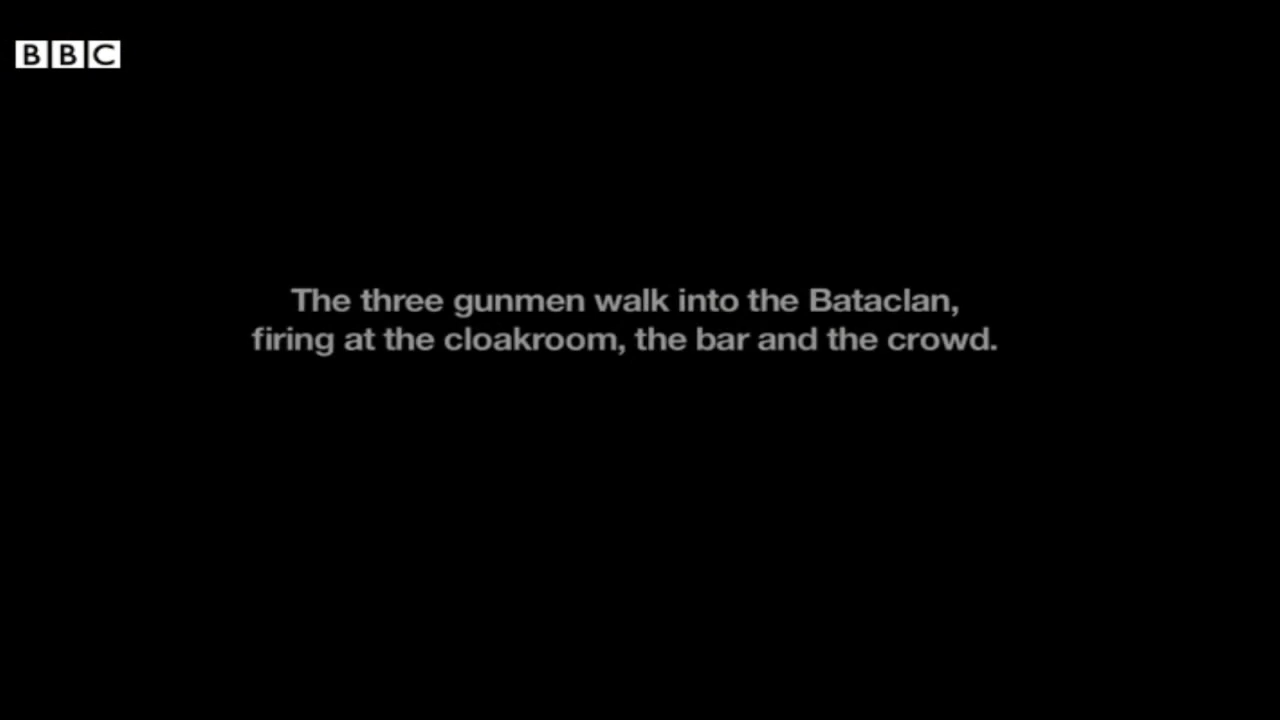 BBC
The three gunmen walk into the Bataclan,
firing at the cloakroom, the bar and the crowd.